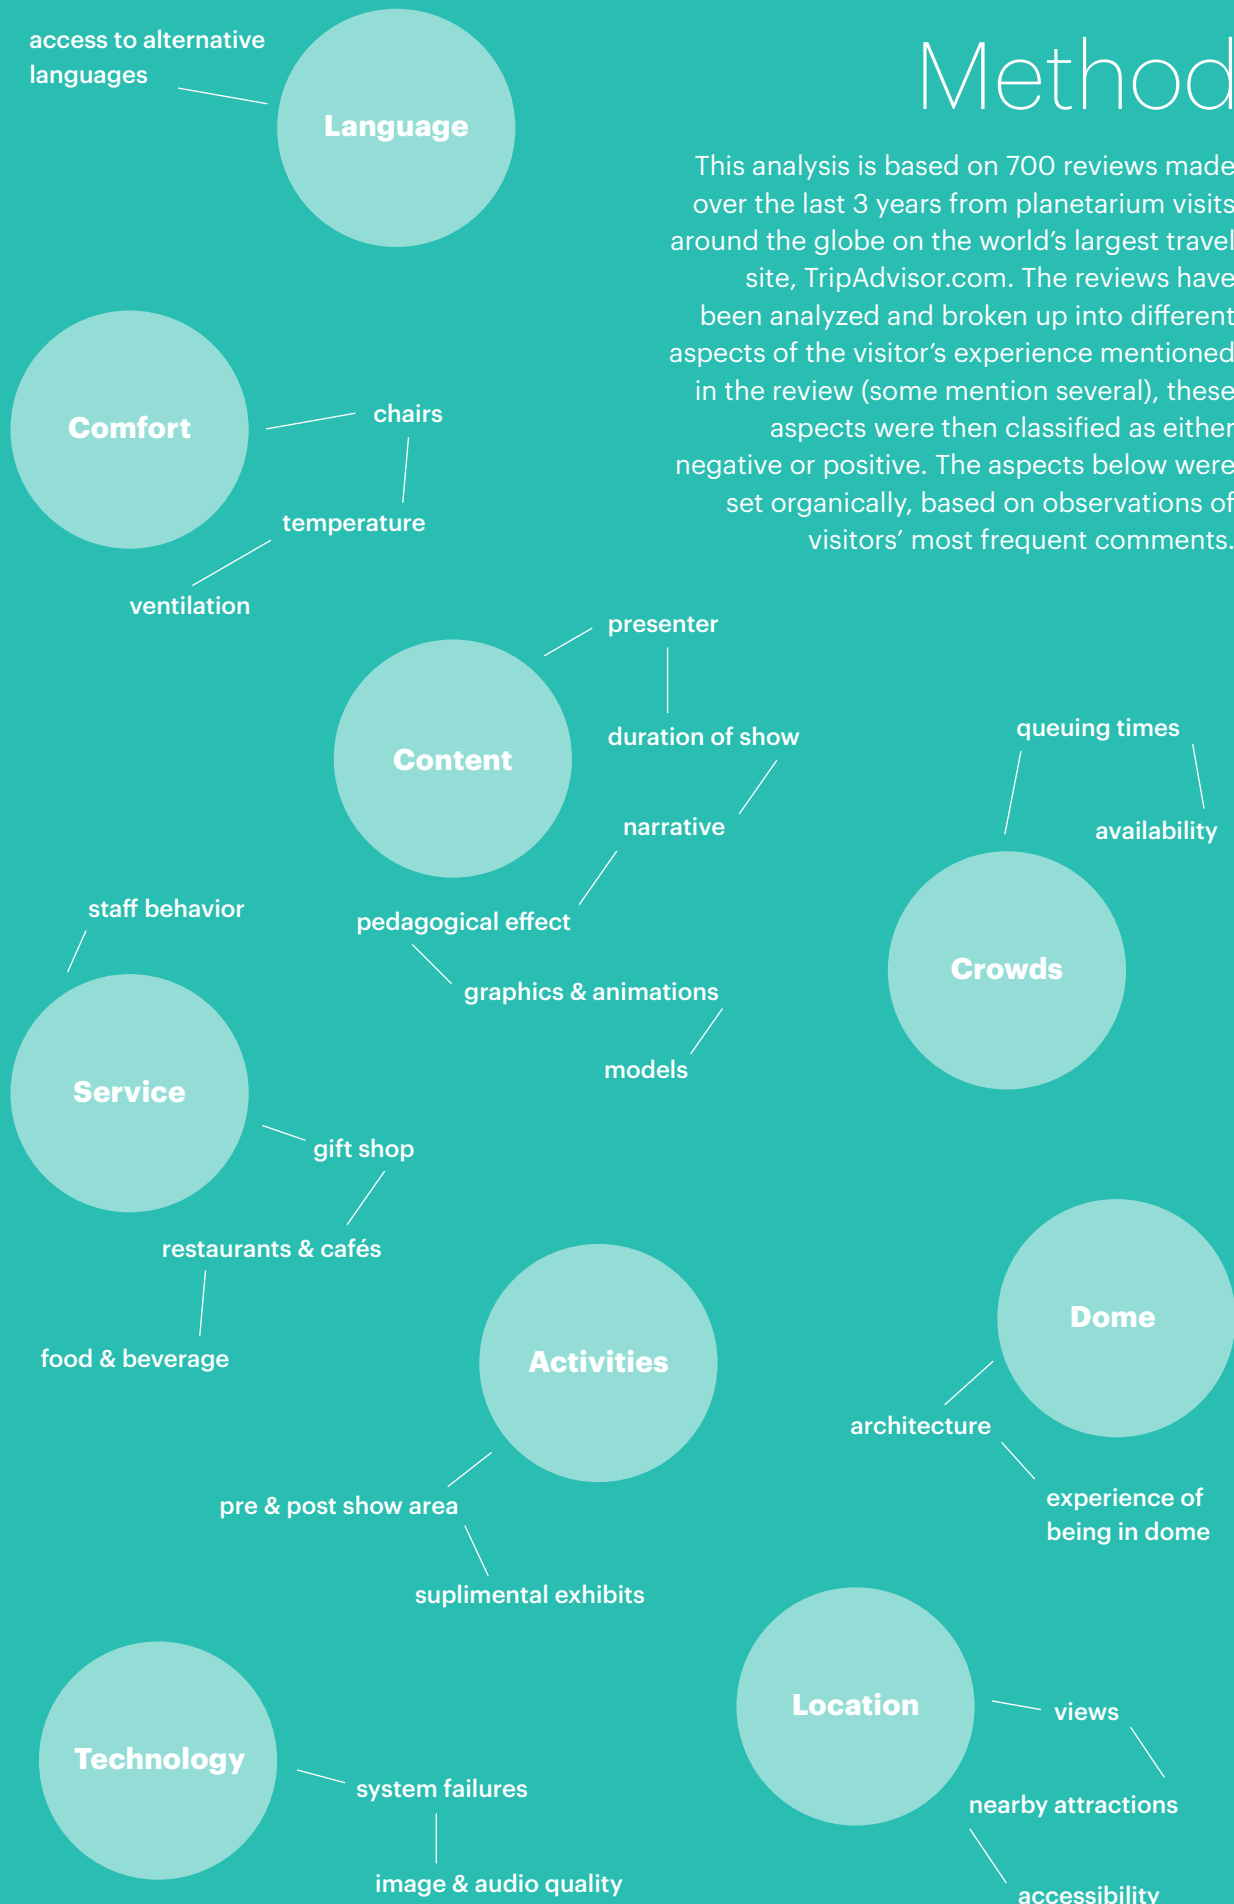 Method
This analysis is based on 700 reviews made
over the last 3 years from planetarium visits
around the globe on the world's largest travel
site, TripAdvisor.com. The reviews have
been analyzed and broken up into different
aspects of the visitor's experience mentioned
in the review (some mention several), these
aspects were then classified as either
negative or positive. The aspects below were
set organically, based on observations of
visitors' most frequent comments.
access to alternative
languages
Language
Comfort
chairs
temperature
ventilation
Content
presenter
duration of show
narrative
pedagogical effect
graphics & animations
models
queuing times
availability
Crowds
staff behavior
Service
gift shop
restaurants & cafés
food & beverage
Activities
pre & post show area
suplimental exhibits
Dome
architecture
experience of
being in dome
Technology
system failures
image & audio quality
Location
views
nearby attractions
accessibility